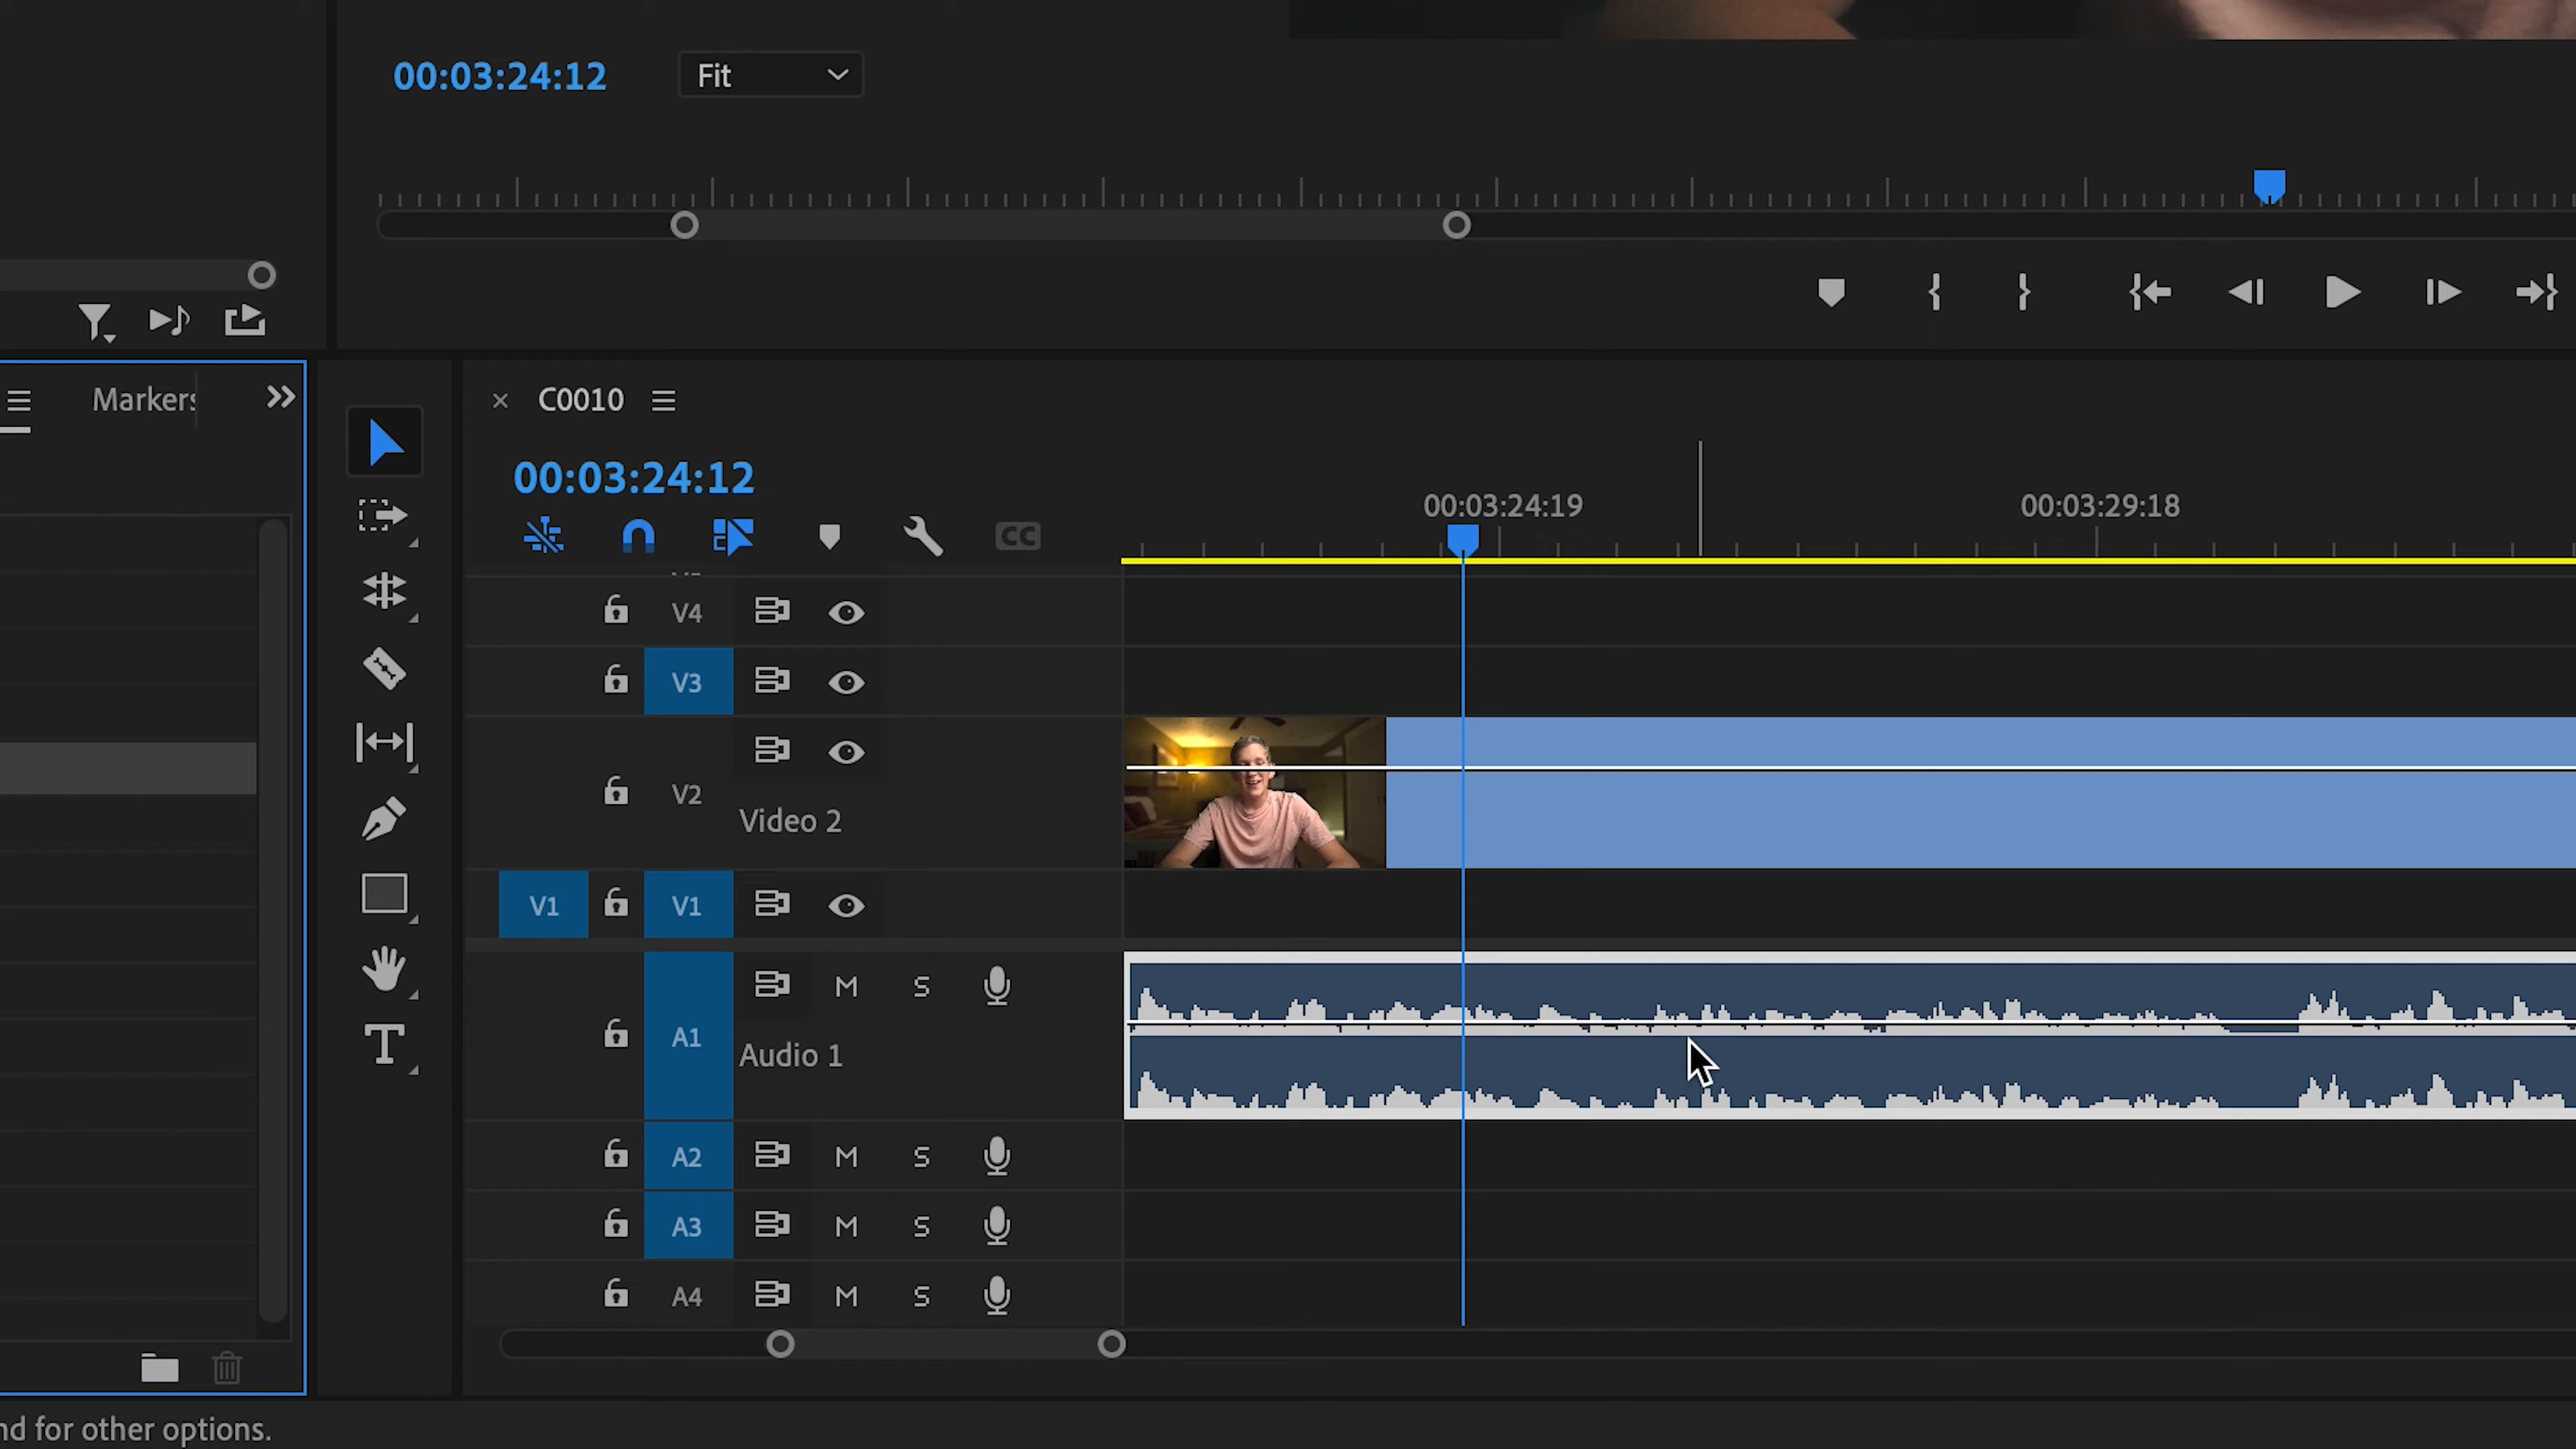 00:03:24:12
Fit
Markers
C0010
00:03:24:12
CC
00:03:24:19
00:03:29:18
V4
V3
V2
Video 2
V1
V1
A1
M
S
Audio 1
A2
M
S
A3
M
S
A4
M
S
T
nd for other options.